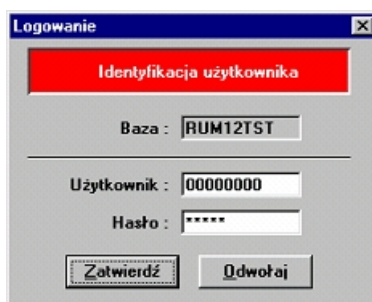 Logowanie
Identyfikacja użytkownika
Baza : RUM12TST
Użytkownik : 00000000
Hasło : *****
Zatwierdź Odwołaj